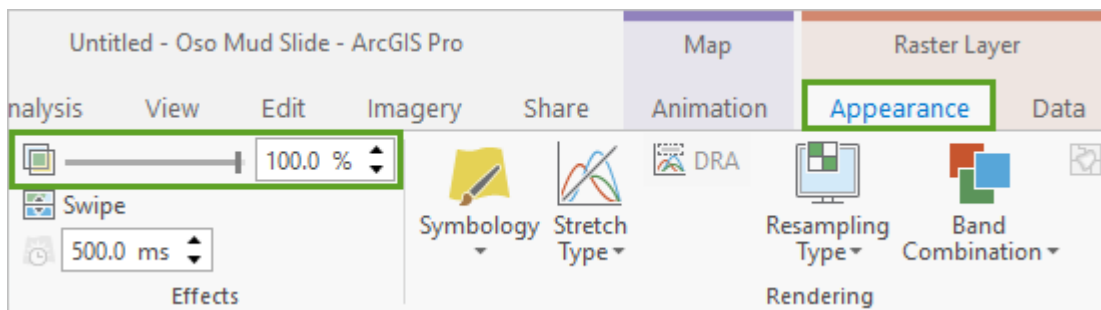 Untitled - Oso Mud Slide - ArcGIS Pro
Map
Raster Layer
nalysis
View
Edit
Imagery
Share
Animation
Appearance
Data
100.0 %
Swipe
500.0 ms
Effects
Symbology
Stretch
Type
DRA
Resampling
Type
Band
Combination
Rendering